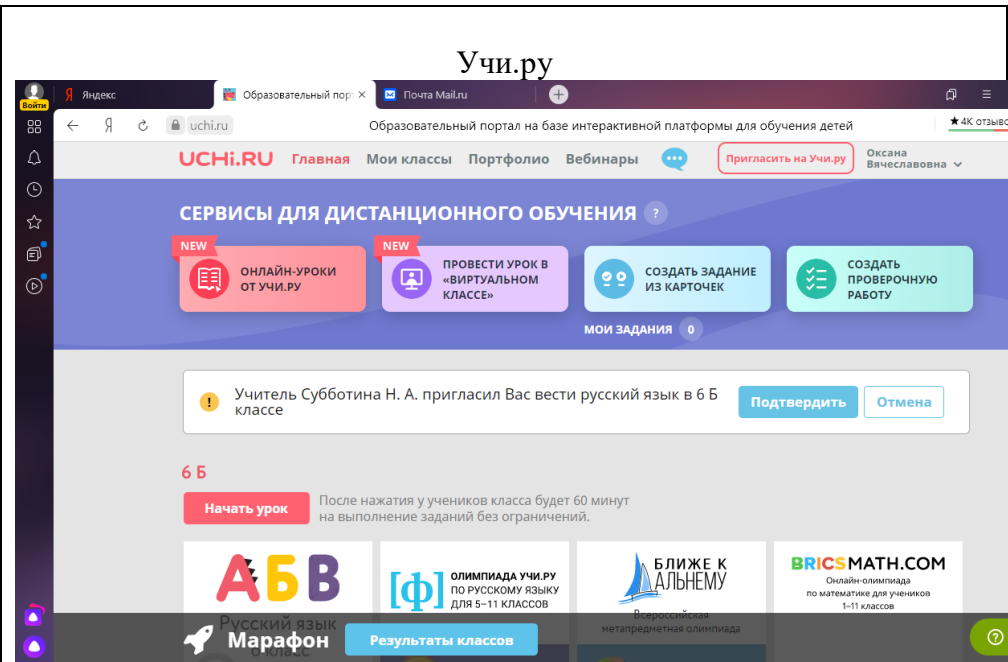 Учи.ру
Войти
Яндекс
Образовательный порт
Почта Mail.ru
uchi.ru
Образовательный портал на базе интерактивной платформы для обучения детей
★4K отзыво
UCHi.RU Главная Мои классы Портфолио Вебинары
Пригласить на Учи.ру
Оксана
Вячеславовна
СЕРВИСЫ ДЛЯ ДИСТАНЦИОННОГО ОБУЧЕНИЯ ?
NEW
ОНЛАЙН-УРОКИ
ОТ УЧИ.РУ
NEW
ПРОВЕСТИ УРОК В
«ВИРТУАЛЬНОМ
КЛАССЕ»
СОЗДАТЬ ЗАДАНИЕ
ИЗ КАРТОЧЕК
СОЗДАТЬ
ПРОВЕРОЧНУЮ
РАБОТУ
МОИ ЗАДАНИЯ 0
Учитель Субботина Н. А. пригласил Вас вести русский язык в 6 Б
классе
Подтвердить
Отмена
6 Б
Начать урок
После нажатия у учеников класса будет 60 минут
на выполнение заданий без ограничений.
АБВ
Русский язык
6 класс
[ф]
ОЛИМПИАДА УЧИ.РУ
ПО РУССКОМУ ЯЗЫКУ
ДЛЯ 5–11 КЛАССОВ
БЛИЖЕ К
ДАЛЬНЕМУ
Всероссийская
метапредметная олимпиада
BRICSMATH.COM
Онлайн-олимпиада
по математике для учеников
1–11 классов
Марафон
Результаты классов